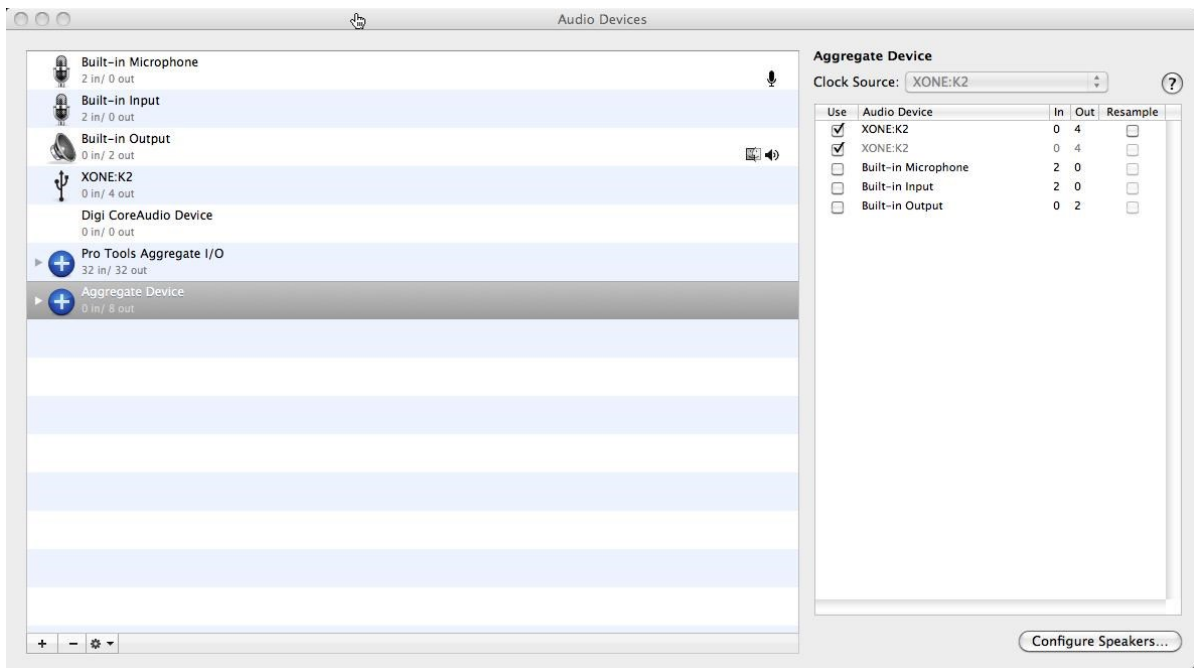 Audio Devices
Built-in Microphone
2 in/ 0 out
Built-in Input
2 in/ 0 out
Built-in Output
0 in/ 2 out
XONE:K2
0 in/ 4 out
Digi CoreAudio Device
0 in/ 0 out
Pro Tools Aggregate I/O
32 in/ 32 out
Aggregate Device
0 in/ 8 out
+ −
Aggregate Device
Clock Source: XONE:K2 ?
Use Audio Device In Out Resample
XONE:K2 0 4
XONE:K2 0 4
Built-in Microphone 2 0
Built-in Input 2 0
Built-in Output 0 2
Configure Speakers...